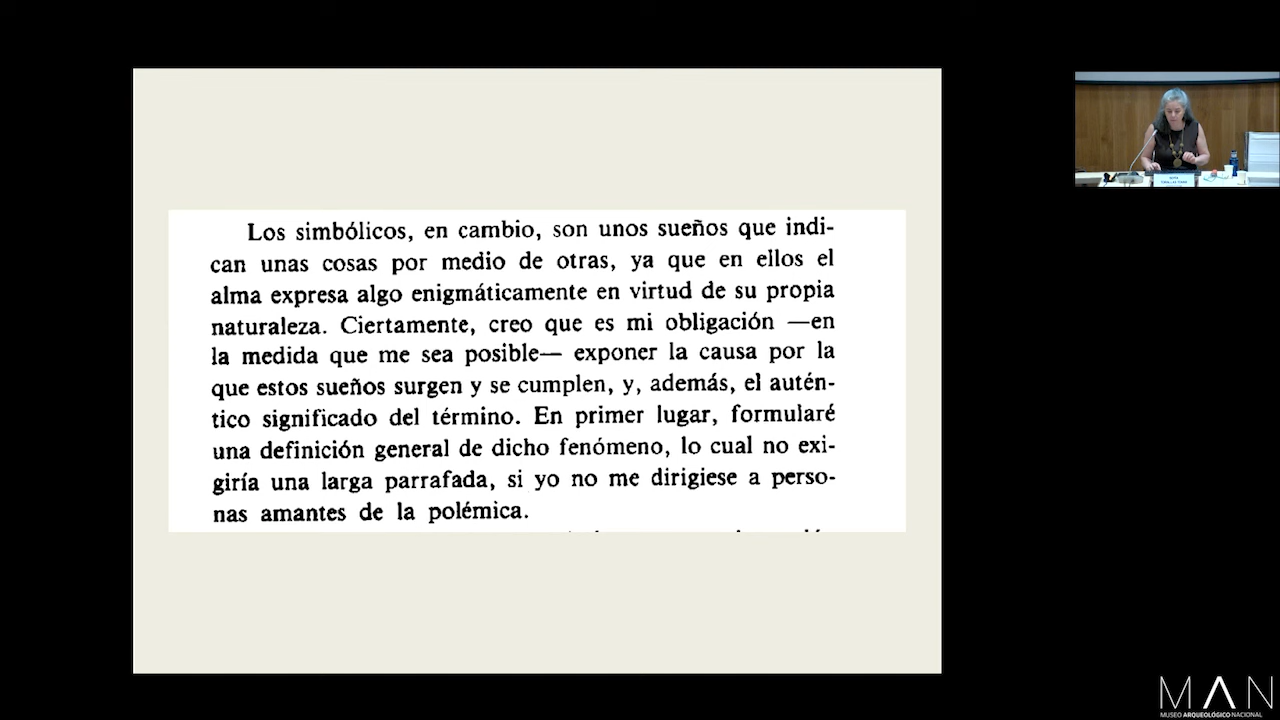 Los simbólicos, en cambio, son unos sueños que indi-
can unas cosas por medio de otras, ya que en ellos el
alma expresa algo enigmáticamente en virtud de su propia
naturaleza. Ciertamente, creo que es mi obligación —en
la medida que me sea posible— exponer la causa por la
que estos sueños surgen y se cumplen, y, además, el autén-
tico significado del término. En primer lugar, formularé
una definición general de dicho fenómeno, lo cual no exi-
giría una larga parrafada, si yo no me dirigiese a perso-
nas amantes de la polémica.
MAN
MUSEO ARQUEOLÓGICO NACIONAL